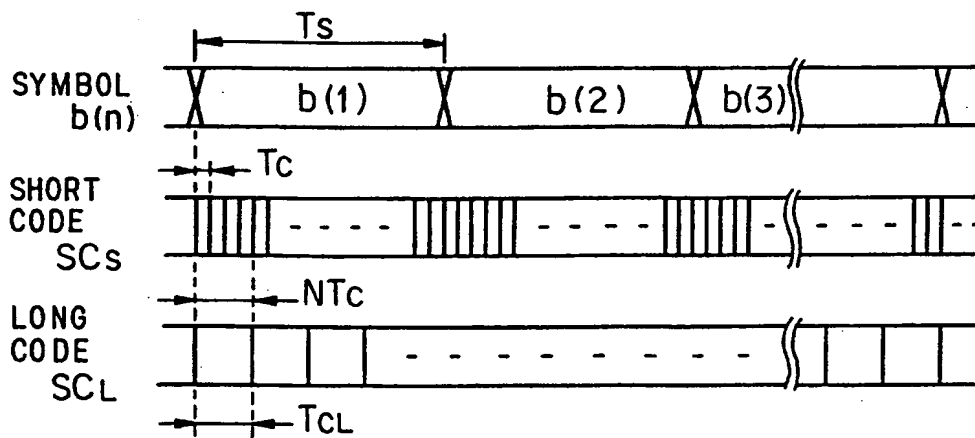 Ts
SYMBOL
b(n)
b(1)
b(2)
b(3)
Tc
SHORT
CODE
SCs
NTc
LONG
CODE
SCL
TCL